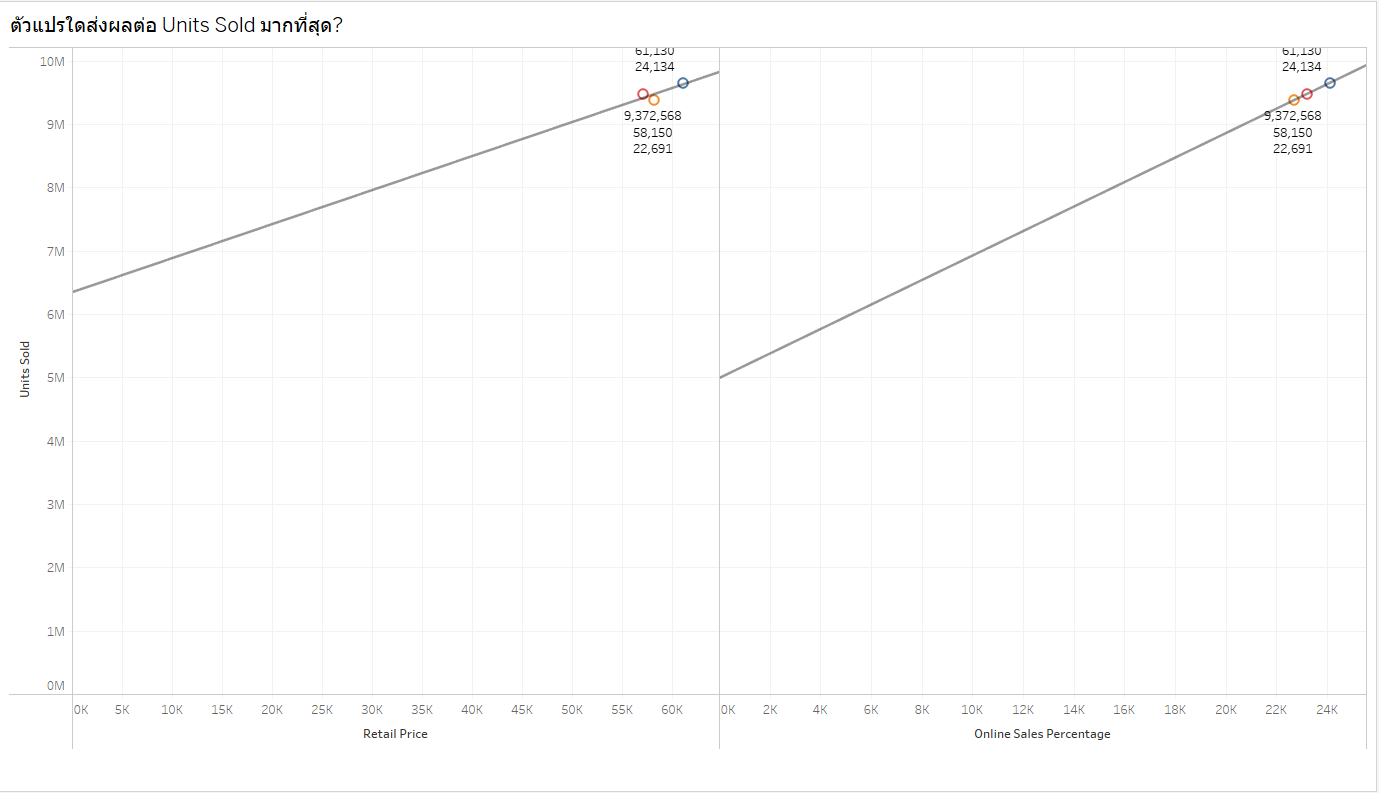 ตัวแปรใดส่งผลต่อ Units Sold มากที่สุด?
61,130
24,134
9,372,568
58,150
22,691
61,130
24,134
9,372,568
58,150
22,691
10M
9M
8M
7M
6M
5M
4M
3M
2M
1M
0M
Units Sold
0K 5K 10K 15K 20K 25K 30K 35K 40K 45K 50K 55K 60K
0K 2K 4K 6K 8K 10K 12K 14K 16K 18K 20K 22K 24K
Retail Price
Online Sales Percentage